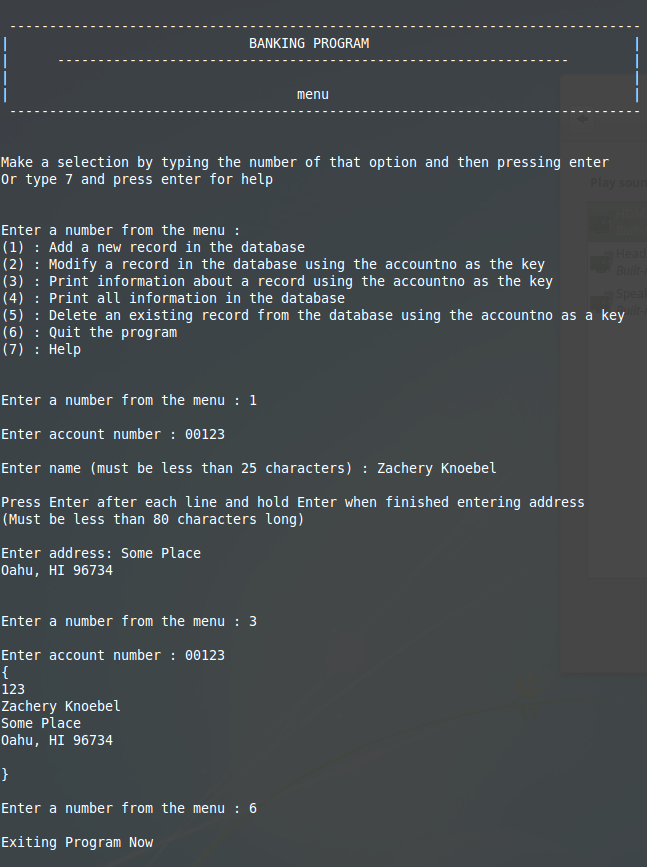 --------------------------------------------------------------------------------
| BANKING PROGRAM |
| ---------------------------------------------------------------- |
| |
| menu |
--------------------------------------------------------------------------------
Make a selection by typing the number of that option and then pressing enter
Or type 7 and press enter for help
Enter a number from the menu :
(1) : Add a new record in the database
(2) : Modify a record in the database using the accountno as the key
(3) : Print information about a record using the accountno as the key
(4) : Print all information in the database
(5) : Delete an existing record from the database using the accountno as a key
(6) : Quit the program
(7) : Help
Enter a number from the menu : 1
Enter account number : 00123
Enter name (must be less than 25 characters) : Zachery Knoebel
Press Enter after each line and hold Enter when finished entering address
(Must be less than 80 characters long)
Enter address: Some Place
Oahu, HI 96734
Enter a number from the menu : 3
Enter account number : 00123
{
123
Zachery Knoebel
Some Place
Oahu, HI 96734
}
Enter a number from the menu : 6
Exiting Program Now
Play soun
Head
Built-
Speak
Built-